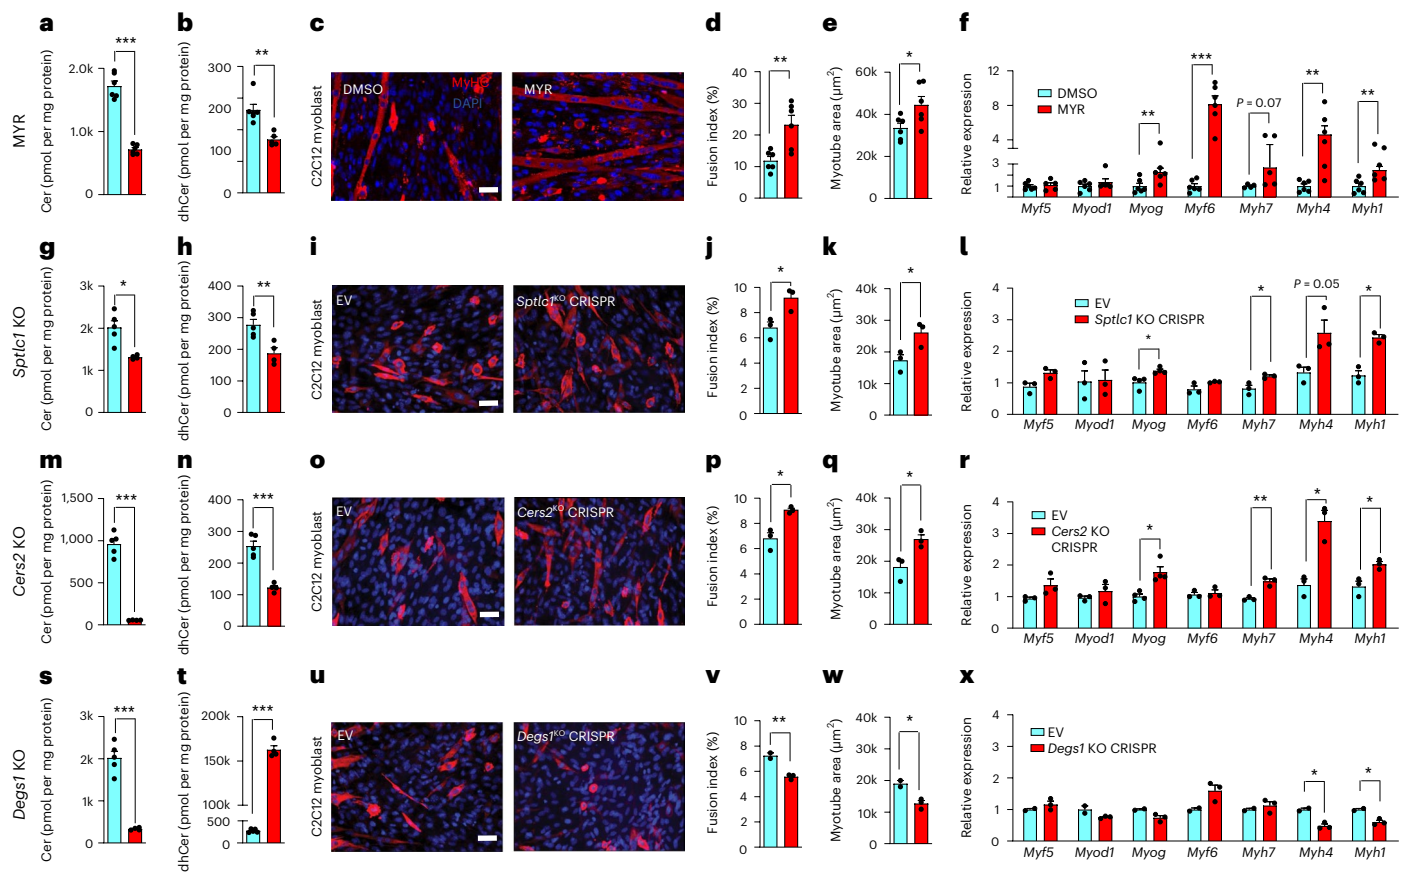 a
b
c
d
e
f
MYR
Cer (pmol per mg protein)
2.0k
1.0k
0
***
dhCer (pmol per mg protein)
300
200
100
0
**
C2C12 myoblast
DMSO
MyHC
DAPI
MYR
Fusion index (%)
40
30
20
10
0
**
Myotube area (µm²)
60k
40k
20k
0
*
Relative expression
12
8
4
3
2
1
DMSO
MYR
**
***
P = 0.07
**
**
Myf5 Myod1 Myog Myf6 Myh7 Myh4 Myh1
g
h
i
j
k
l
Sptlc1 KO
Cer (pmol per mg protein)
3k
2k
1k
0
*
dhCer (pmol per mg protein)
400
300
200
100
0
**
C2C12 myoblast
EV
Sptlc1KO CRISPR
Fusion index (%)
10
8
6
4
2
0
*
Myotube area (µm²)
40k
30k
20k
10k
0
*
Relative expression
4
3
2
1
0
EV
Sptlc1 KO CRISPR
*
*
P = 0.05
*
Myf5 Myod1 Myog Myf6 Myh7 Myh4 Myh1
m
n
o
p
q
r
Cers2 KO
Cer (pmol per mg protein)
1,500
1,000
500
0
***
dhCer (pmol per mg protein)
400
300
200
100
0
***
C2C12 myoblast
EV
Cers2KO CRISPR
Fusion index (%)
10
8
6
4
2
0
*
Myotube area (µm²)
40k
30k
20k
10k
0
*
Relative expression
4
3
2
1
0
EV
Cers2 KO
CRISPR
*
**
*
*
Myf5 Myod1 Myog Myf6 Myh7 Myh4 Myh1
s
t
u
v
w
x
Degs1 KO
Cer (pmol per mg protein)
3k
2k
1k
0
***
dhCer (pmol per mg protein)
200k
150k
100k
500
0
***
C2C12 myoblast
EV
Degs1KO CRISPR
Fusion index (%)
10
8
6
4
2
0
**
Myotube area (µm²)
40k
30k
20k
10k
0
*
Relative expression
4
3
2
1
0
EV
Degs1 KO CRISPR
*
*
Myf5 Myod1 Myog Myf6 Myh7 Myh4 Myh1